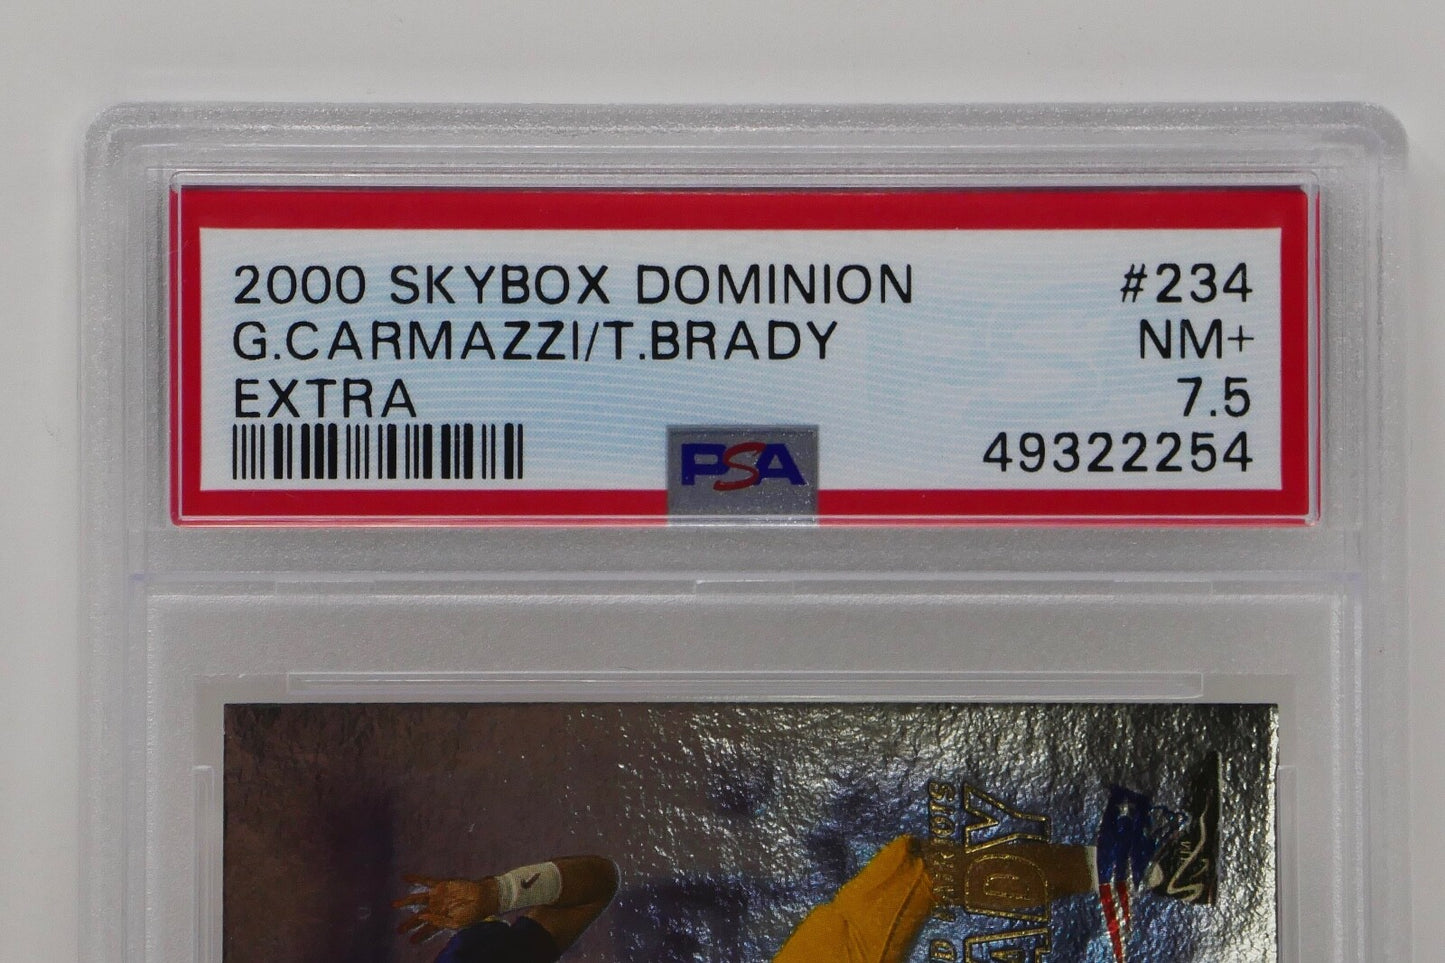 2000 SKYBOX DOMINION #234
G.CARMAZZI/T.BRADY NM+
EXTRA 7.5
49322254
PSA